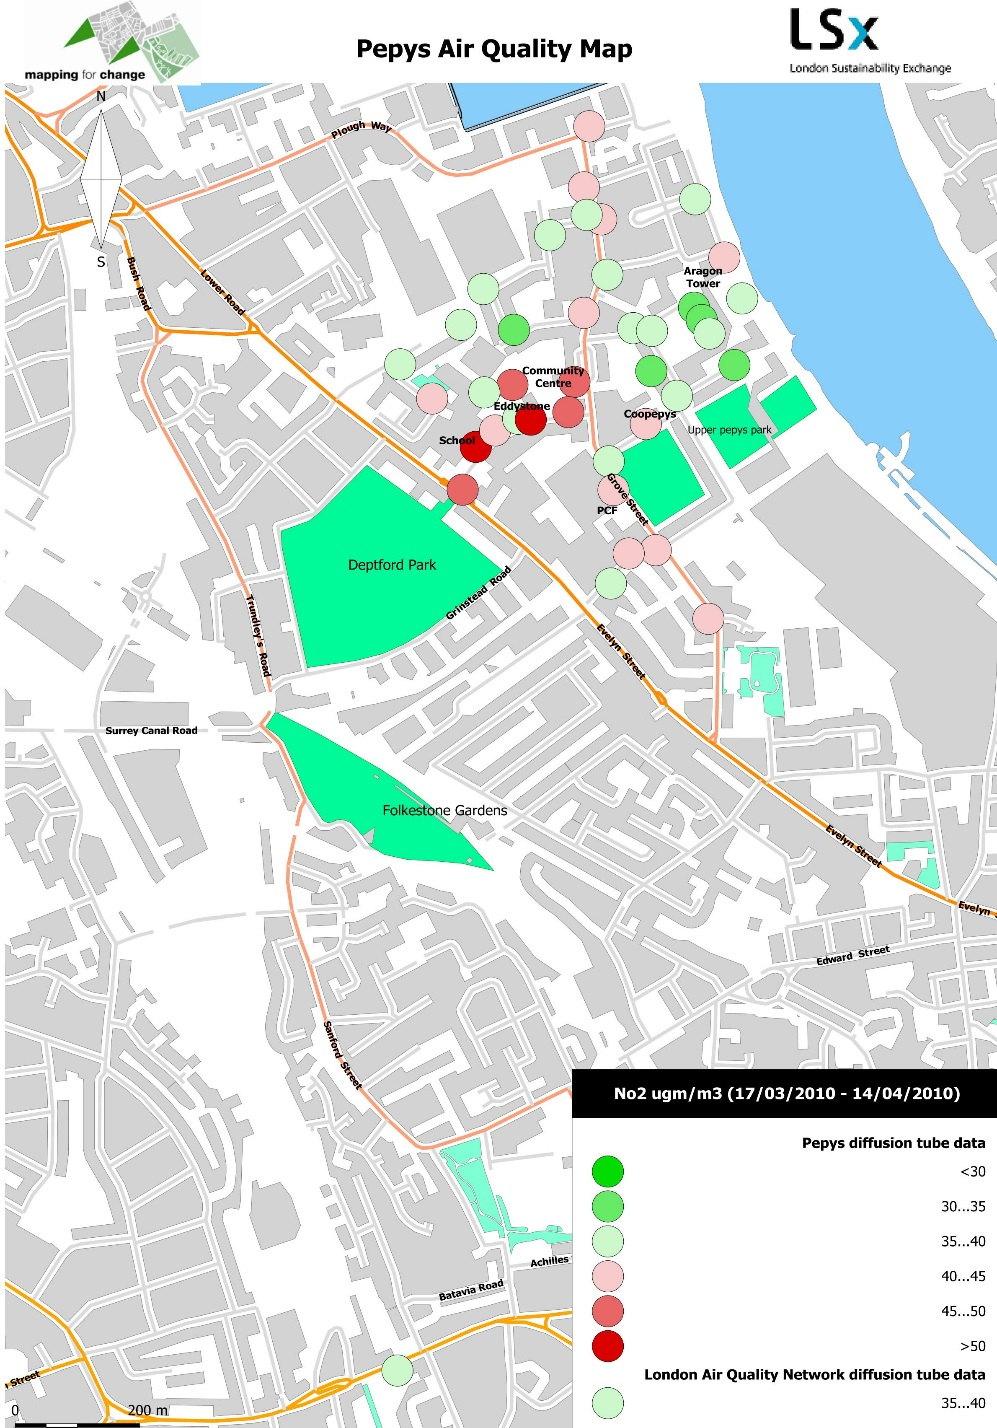 mapping for change
Pepys Air Quality Map
LSx
London Sustainability Exchange
N
S
Plough Way
Bush Road
Lower Road
Aragon
Tower
Community
Centre
Eddystone
School
Coopepys
Upper pepys park
Grove Street
PCF
Deptford Park
Grinstead Road
Trundley's Road
Evelyn Street
Surrey Canal Road
Folkestone Gardens
Evelyn Street
Evelyn
Edward Street
Sanford Street
Achilles
Batavia Road
Street
0
200 m
No2 ugm/m3 (17/03/2010 - 14/04/2010)
Pepys diffusion tube data
<30
30...35
35...40
40...45
45...50
>50
London Air Quality Network diffusion tube data
35...40